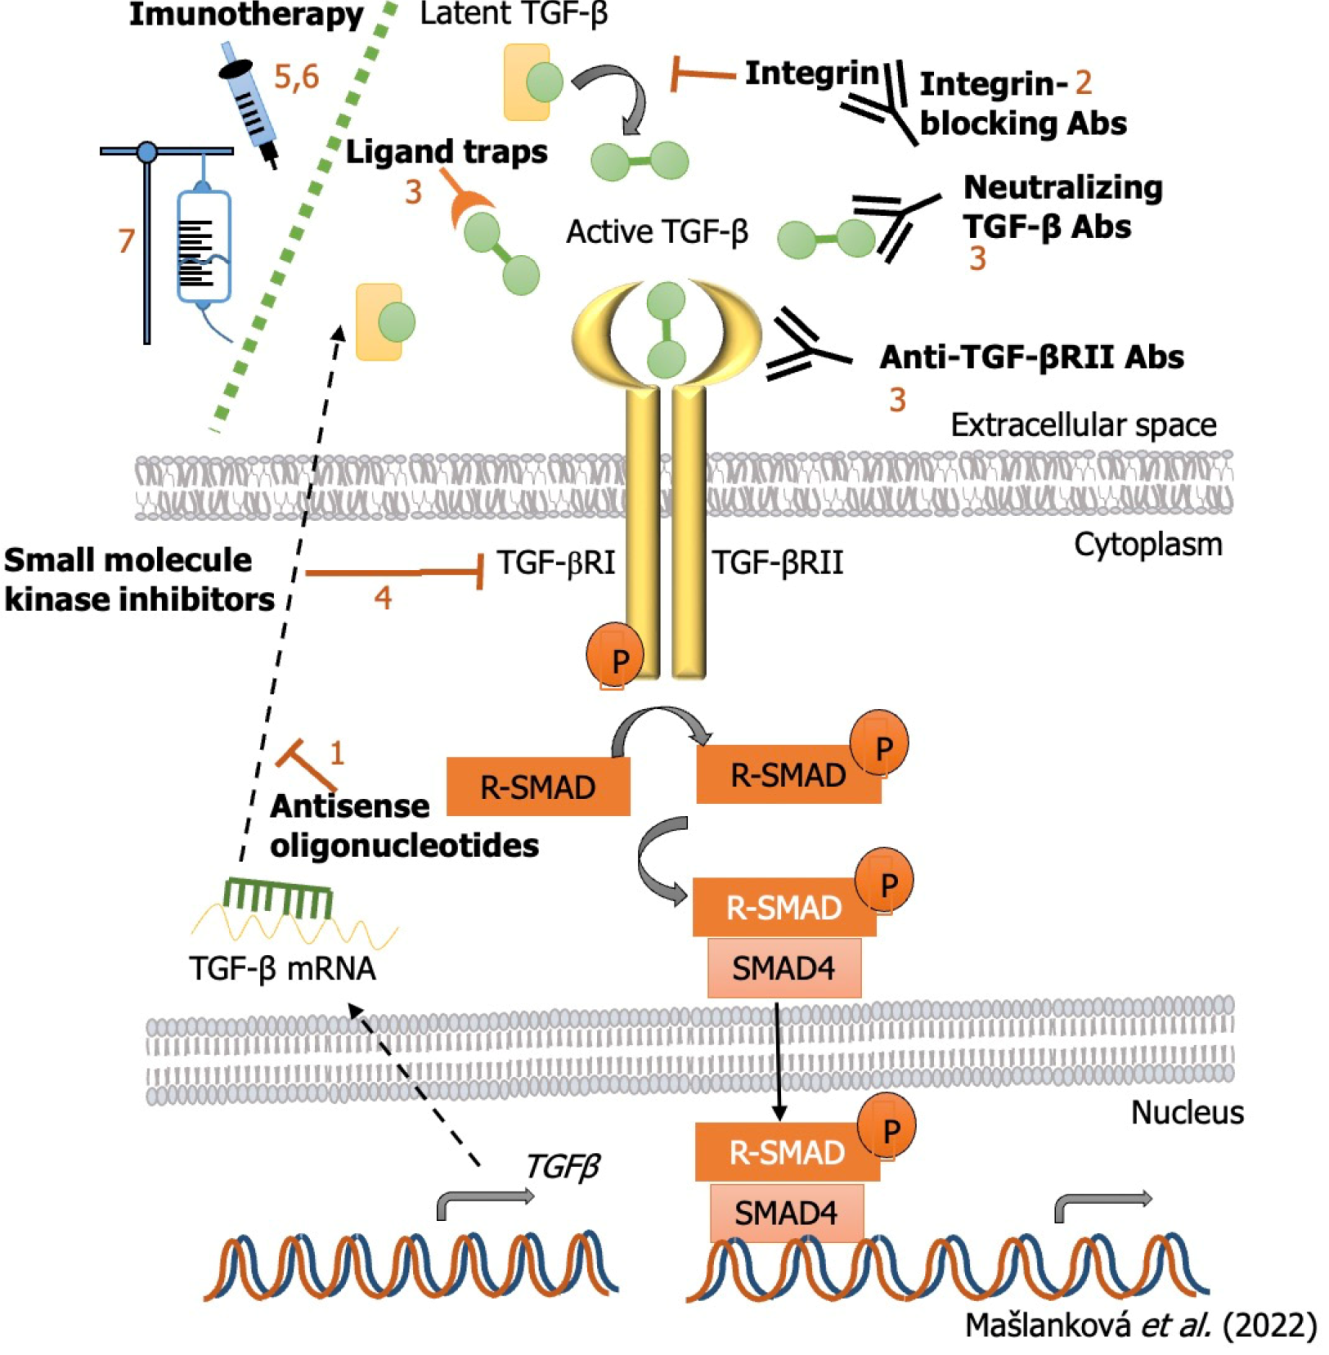 Imunotherapy
Latent TGF-β
5,6
Integrin
Integrin- 2
blocking Abs
Ligand traps
3
Neutralizing
TGF-β Abs
3
7
Active TGF-β
Anti-TGF-βRII Abs
3
Extracellular space
Cytoplasm
Small molecule
kinase inhibitors
4
TGF-βRI
TGF-βRII
P
1
Antisense
oligonucleotides
R-SMAD
R-SMAD
P
R-SMAD
P
SMAD4
TGF-β mRNA
Nucleus
R-SMAD
P
SMAD4
TGFβ
Mašlanková et al. (2022)